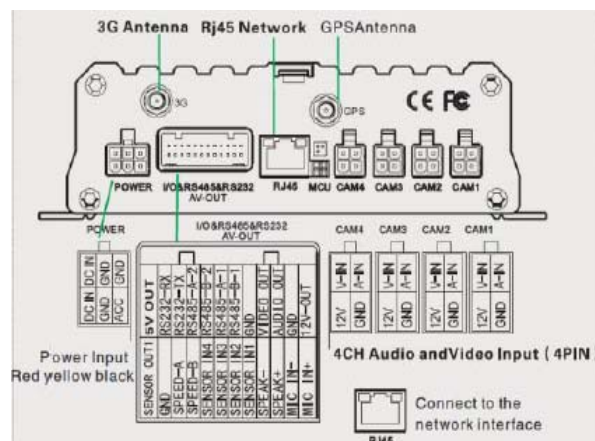 3G Antenna Rj45 Network GPSAntenna
3G
GPS
CE FC
POWER I/O&RS485&RS232 RJ45 MCU CAM4 CAM3 CAM2 CAM1
AV-OUT
POWER
DC IN DC IN
GND GND
ACC GND
I/O&RS485&RS232
AV-OUT
SENSOR OUT1 5V OUT
GND RS232-RX
SPEED-A RS232-TX
SPEED-B RS485-A-2
SENSOR IN4 RS485-B-2
SENSOR IN3 RS485-A-1
SENSOR IN2 RS485-B-1
SENSOR IN1 GND
SPEAK- VIDEO OUT
SPEAK+ AUDIO OUT
MIC IN- GND
MIC IN+ 12V-OUT
CAM4 CAM3 CAM2 CAM1
12V V-IN
GND A-IN
12V V-IN
GND A-IN
12V V-IN
GND A-IN
12V V-IN
GND A-IN
Power Input
Red yellow black
4CH Audio andVideo Input ( 4PIN
Connect to the
network interface
RJ45